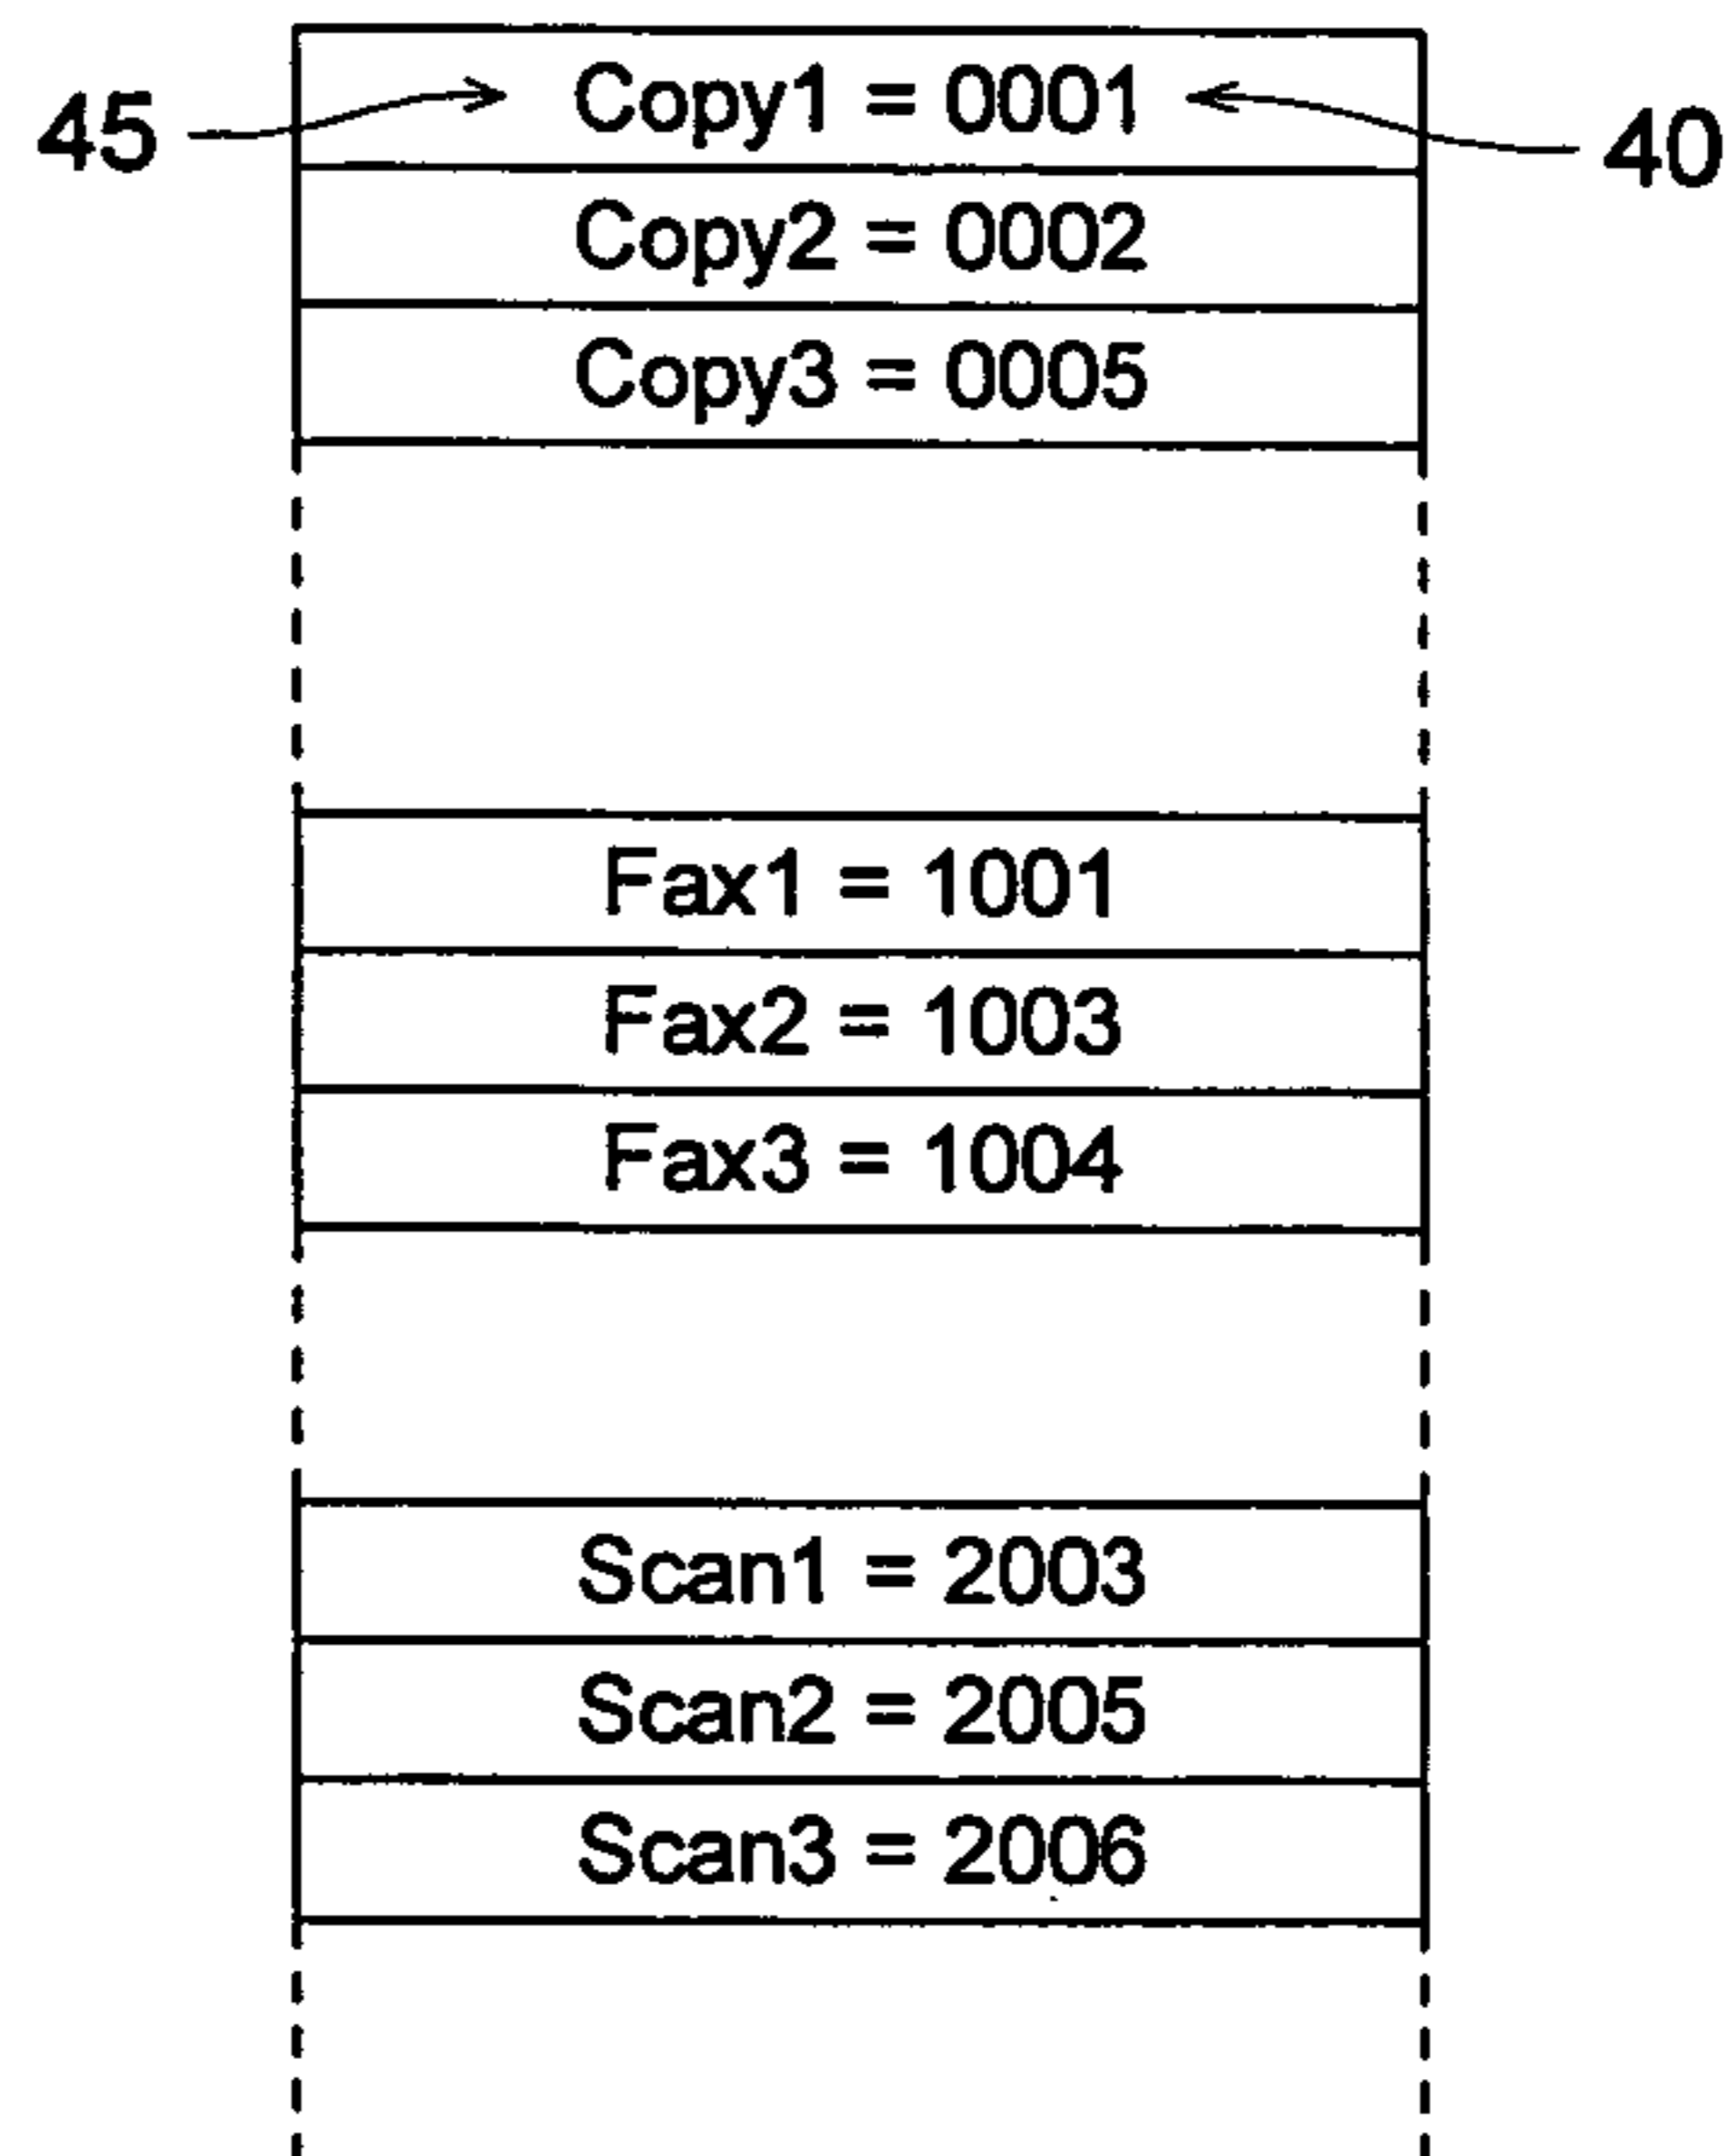 45 Copy1 = 0001 40
Copy2 = 0002
Copy3 = 0005
Fax1 = 1001
Fax2 = 1003
Fax3 = 1004
Scan1 = 2003
Scan2 = 2005
Scan3 = 2006